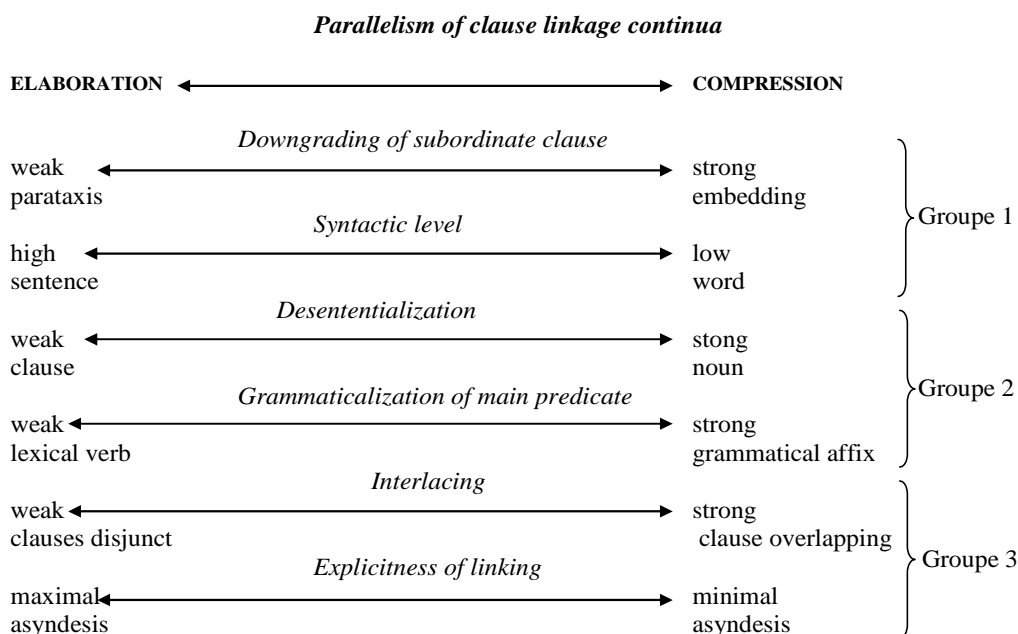 Parallelism of clause linkage continua
ELABORATION COMPRESSION
Downgrading of subordinate clause
weak strong
parataxis embedding
Groupe 1
Syntactic level
high low
sentence word
Desententialization
weak stong
clause noun
Groupe 2
Grammaticalization of main predicate
weak strong
lexical verb grammatical affix
Interlacing
weak strong
clauses disjunct clause overlapping
Groupe 3
Explicitness of linking
maximal minimal
asyndesis asyndesis